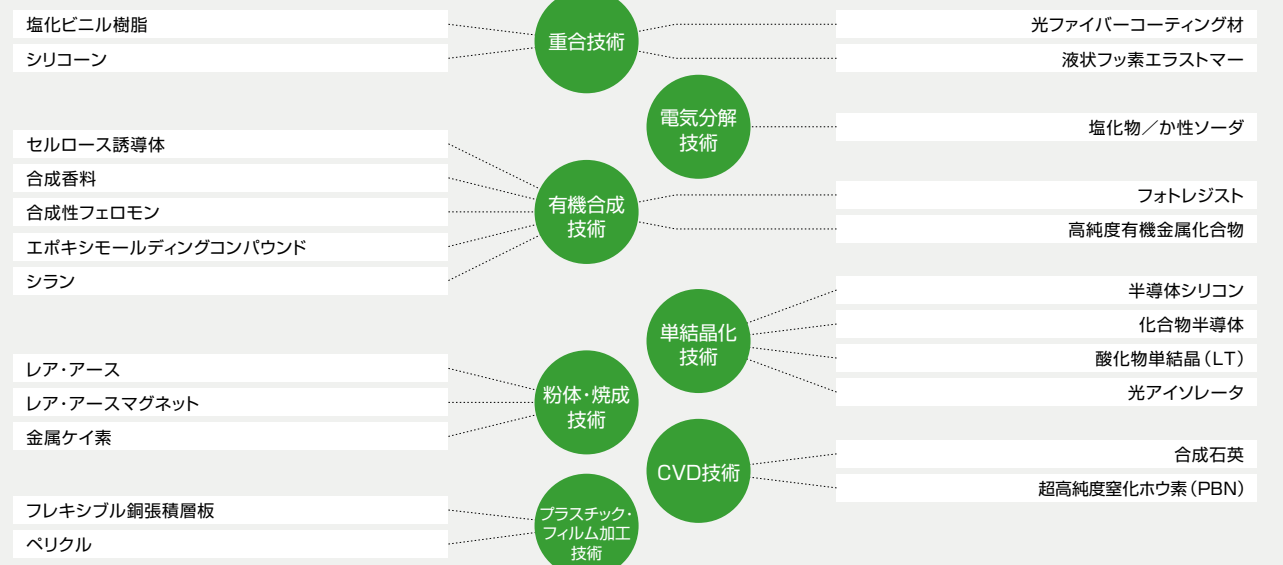 塩化ビニル樹脂
シリコーン
重合技術
光ファイバーコーティング材
液状フッ素エラストマー
電気分解
技術
塩化物／か性ソーダ
セルロース誘導体
合成香料
合成性フェロモン
エポキシモールディングコンパウンド
シラン
有機合成
技術
フォトレジスト
高純度有機金属化合物
単結晶化
技術
半導体シリコン
化合物半導体
酸化物単結晶（LT）
光アイソレータ
レア・アース
レア・アースマグネット
金属ケイ素
粉体・焼成
技術
CVD技術
合成石英
超高純度窒化ホウ素（PBN）
フレキシブル銅張積層板
ペリクル
プラスチック・
フィルム加工
技術